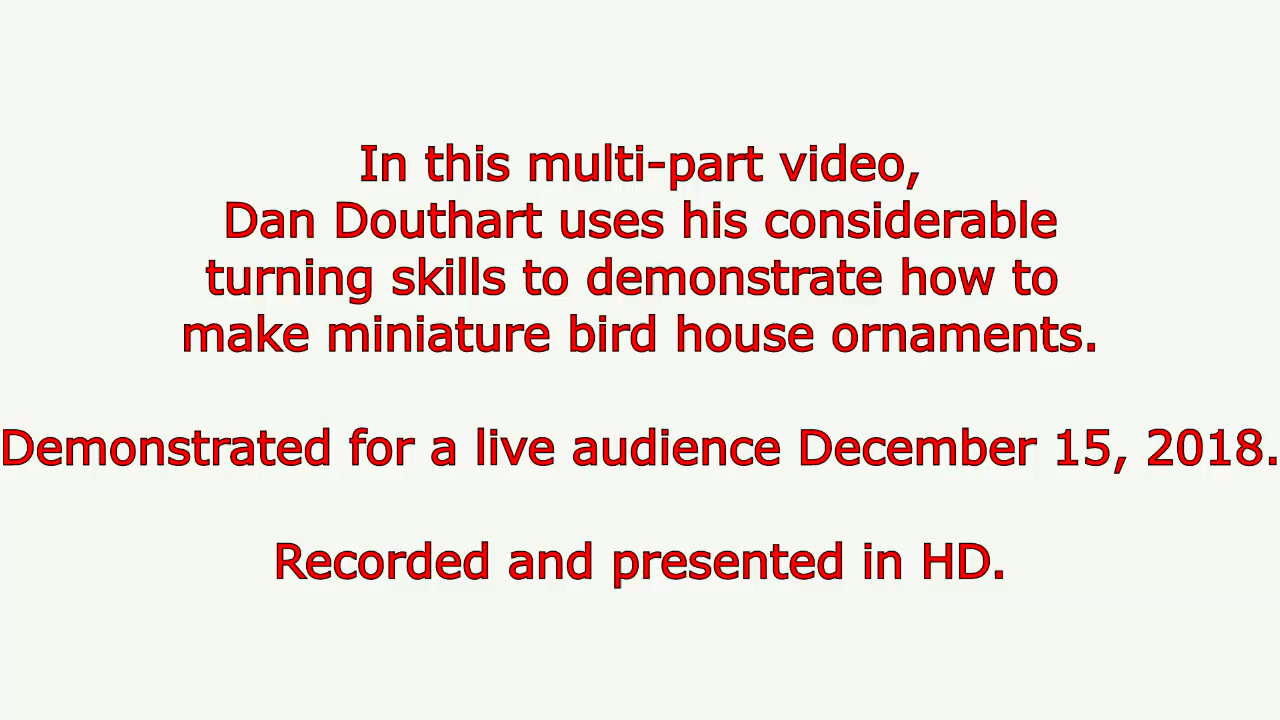 In this multi-part video,
Dan Douthart uses his considerable
turning skills to demonstrate how to
make miniature bird house ornaments.
Demonstrated for a live audience December 15, 2018.
Recorded and presented in HD.